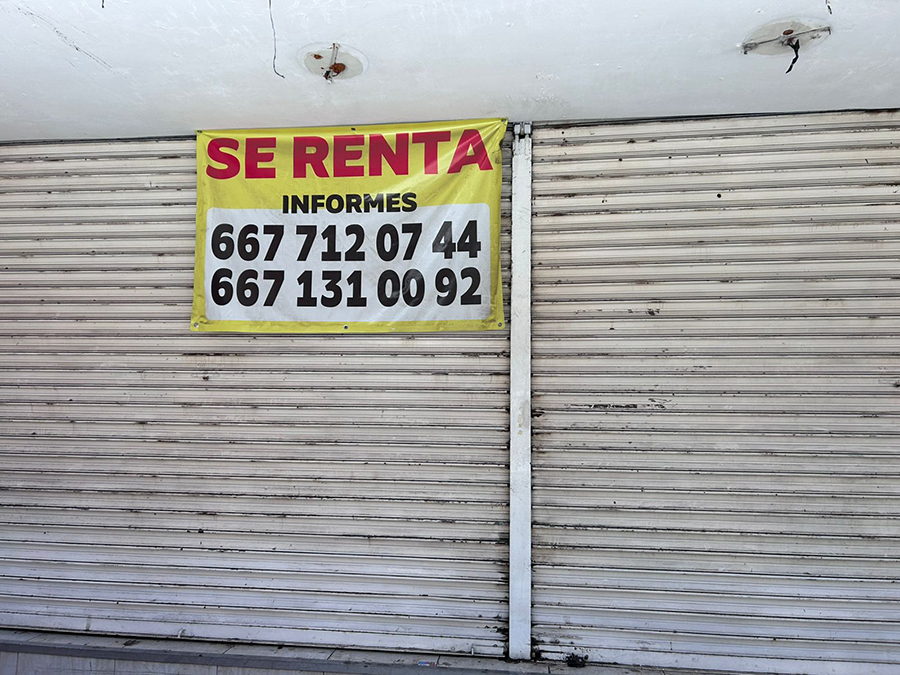 SE RENTA
INFORMES
667 712 07 44
667 131 00 92